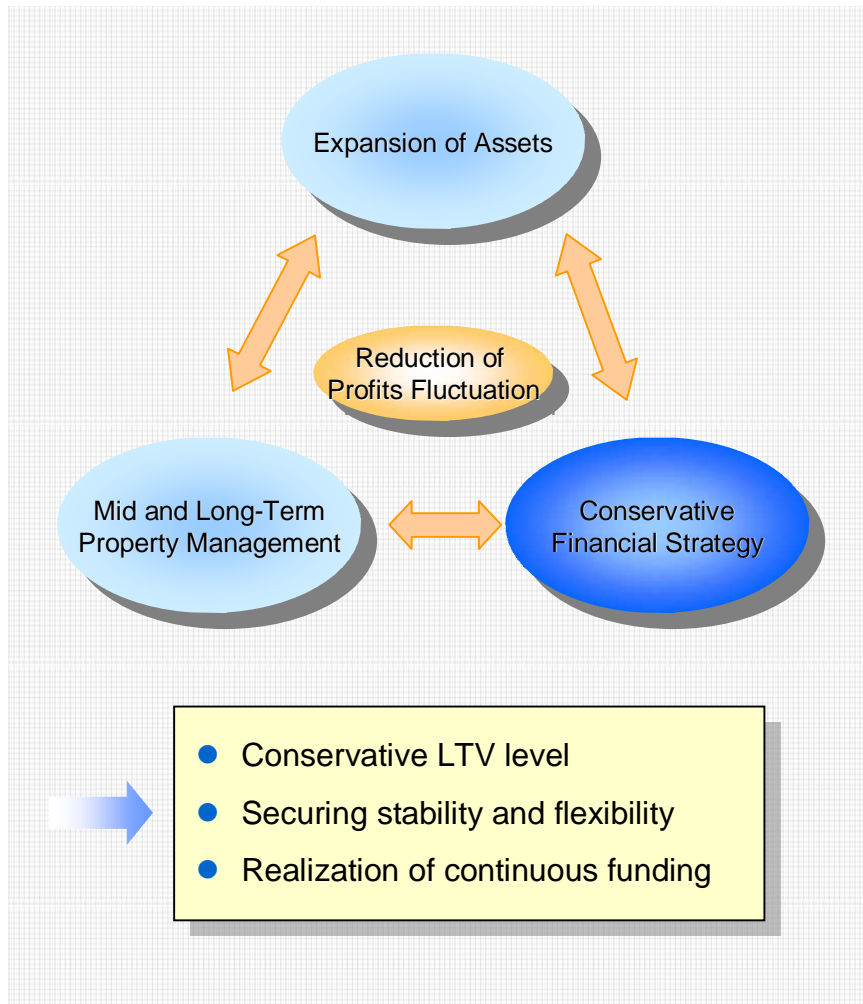 Expansion of Assets
Reduction of
Profits Fluctuation
Mid and Long-Term
Property Management
Conservative
Financial Strategy
● Conservative LTV level
● Securing stability and flexibility
● Realization of continuous funding